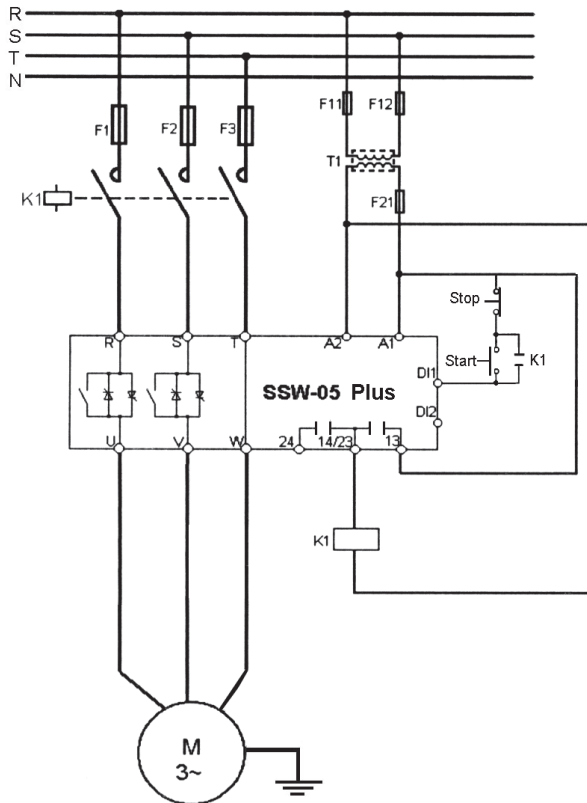 R
S
T
N
F11 F12
F1 F2 F3
T1
K1
F21
Stop
R S T A2 A1
Start K1
DI1
SSW-05 Plus
DI2
U V W 24 14/23 13
K1
M
3~